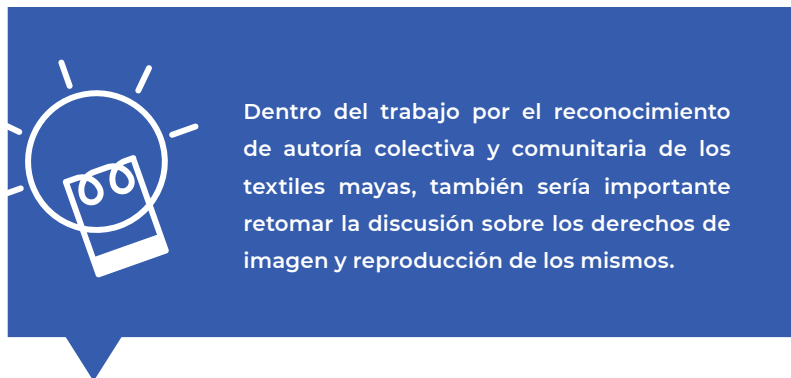 Dentro del trabajo por el reconocimiento
de autoría colectiva y comunitaria de los
textiles mayas, también sería importante
retomar la discusión sobre los derechos de
imagen y reproducción de los mismos.